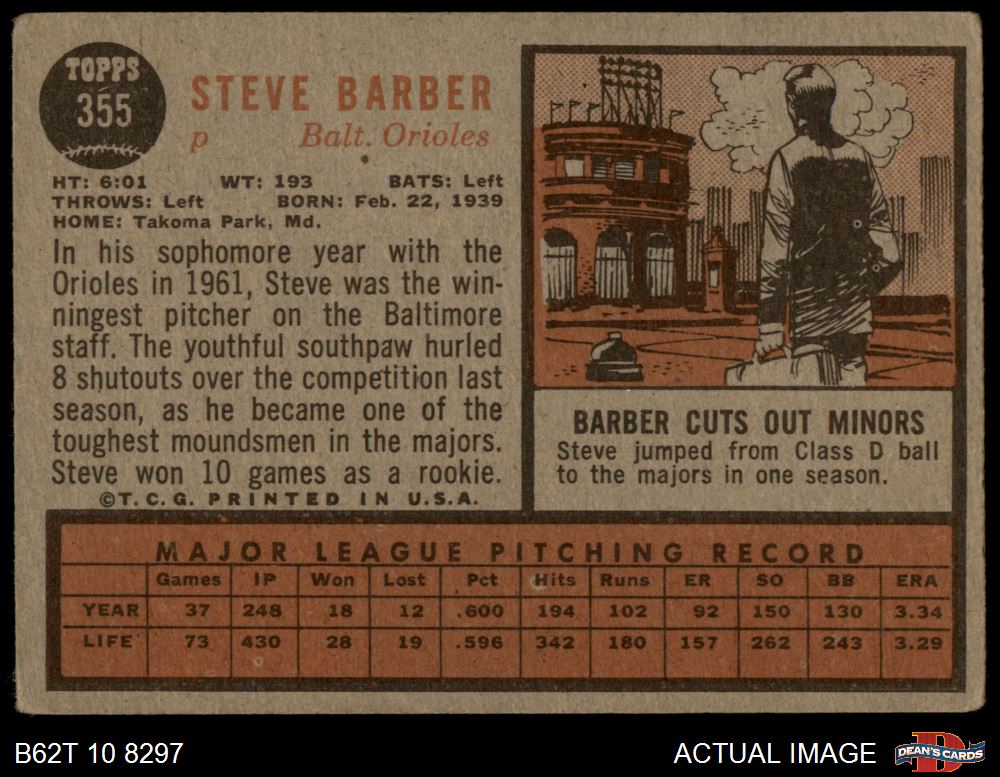 TOPPS
355
STEVE BARBER
p Balt. Orioles
HT: 6:01 WT: 193 BATS: Left
THROWS: Left BORN: Feb. 22, 1939
HOME: Takoma Park, Md.
In his sophomore year with the
Orioles in 1961, Steve was the win-
ningest pitcher on the Baltimore
staff. The youthful southpaw hurled
8 shutouts over the competition last
season, as he became one of the
toughest moundsmen in the majors.
Steve won 10 games as a rookie.
©T.C.G. PRINTED IN U.S.A.
BARBER CUTS OUT MINORS
Steve jumped from Class D ball
to the majors in one season.
MAJOR LEAGUE PITCHING RECORD
Games IP Won Lost Pct Hits Runs ER SO BB ERA
YEAR 37 248 18 12 .600 194 102 92 150 130 3.34
LIFE 73 430 28 19 .596 342 180 157 262 243 3.29
B62T 10 8297
ACTUAL IMAGE
D
DEAN'S CARDS